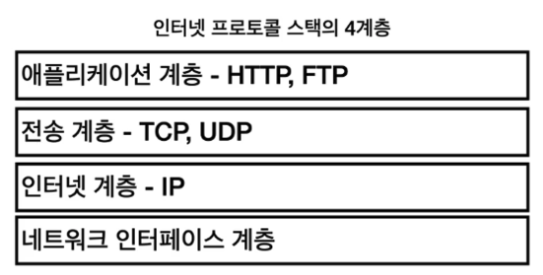 인터넷 프로토콜 스택의 4계층
애플리케이션 계층 - HTTP, FTP
전송 계층 - TCP, UDP
인터넷 계층 - IP
네트워크 인터페이스 계층